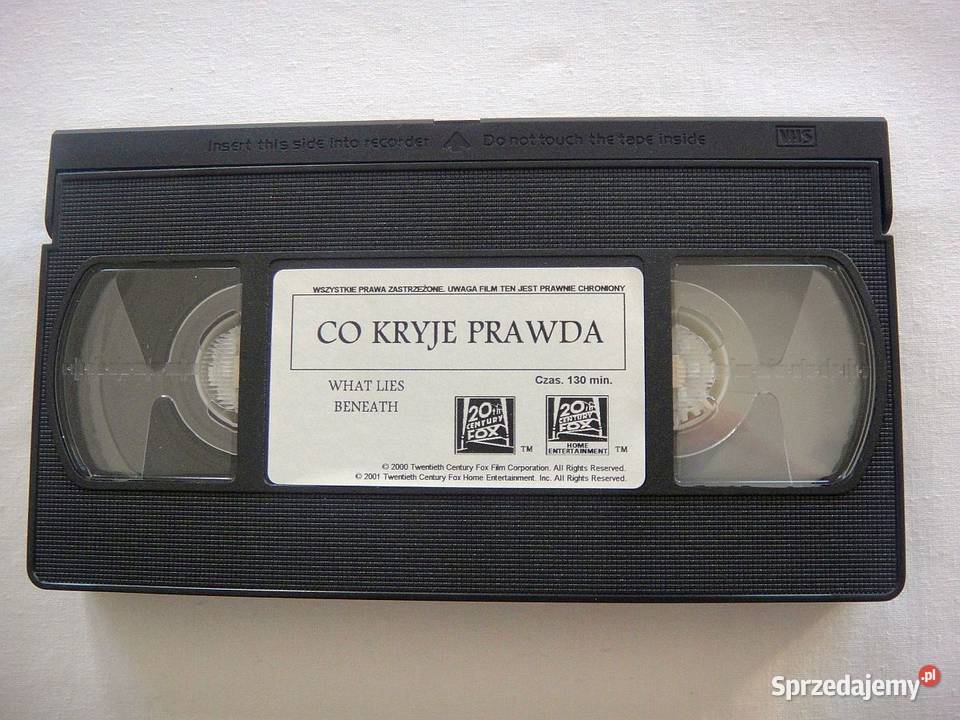 Insert this side into recorder Do not touch the tape inside VHS
WSZYSTKIE PRAWA ZASTRZEŻONE. UWAGA FILM TEN JEST PRAWNIE CHRONIONY
CO KRYJE PRAWDA
WHAT LIES
BENEATH
Czas. 130 min.
20th
CENTURY
FOX
TM
20th
CENTURY
FOX
HOME
ENTERTAINMENT
TM
© 2000 Twentieth Century Fox Film Corporation. All Rights Reserved.
© 2001 Twentieth Century Fox Home Entertainment. Inc. All Rights Reserved.
Sprzedajemy.pl